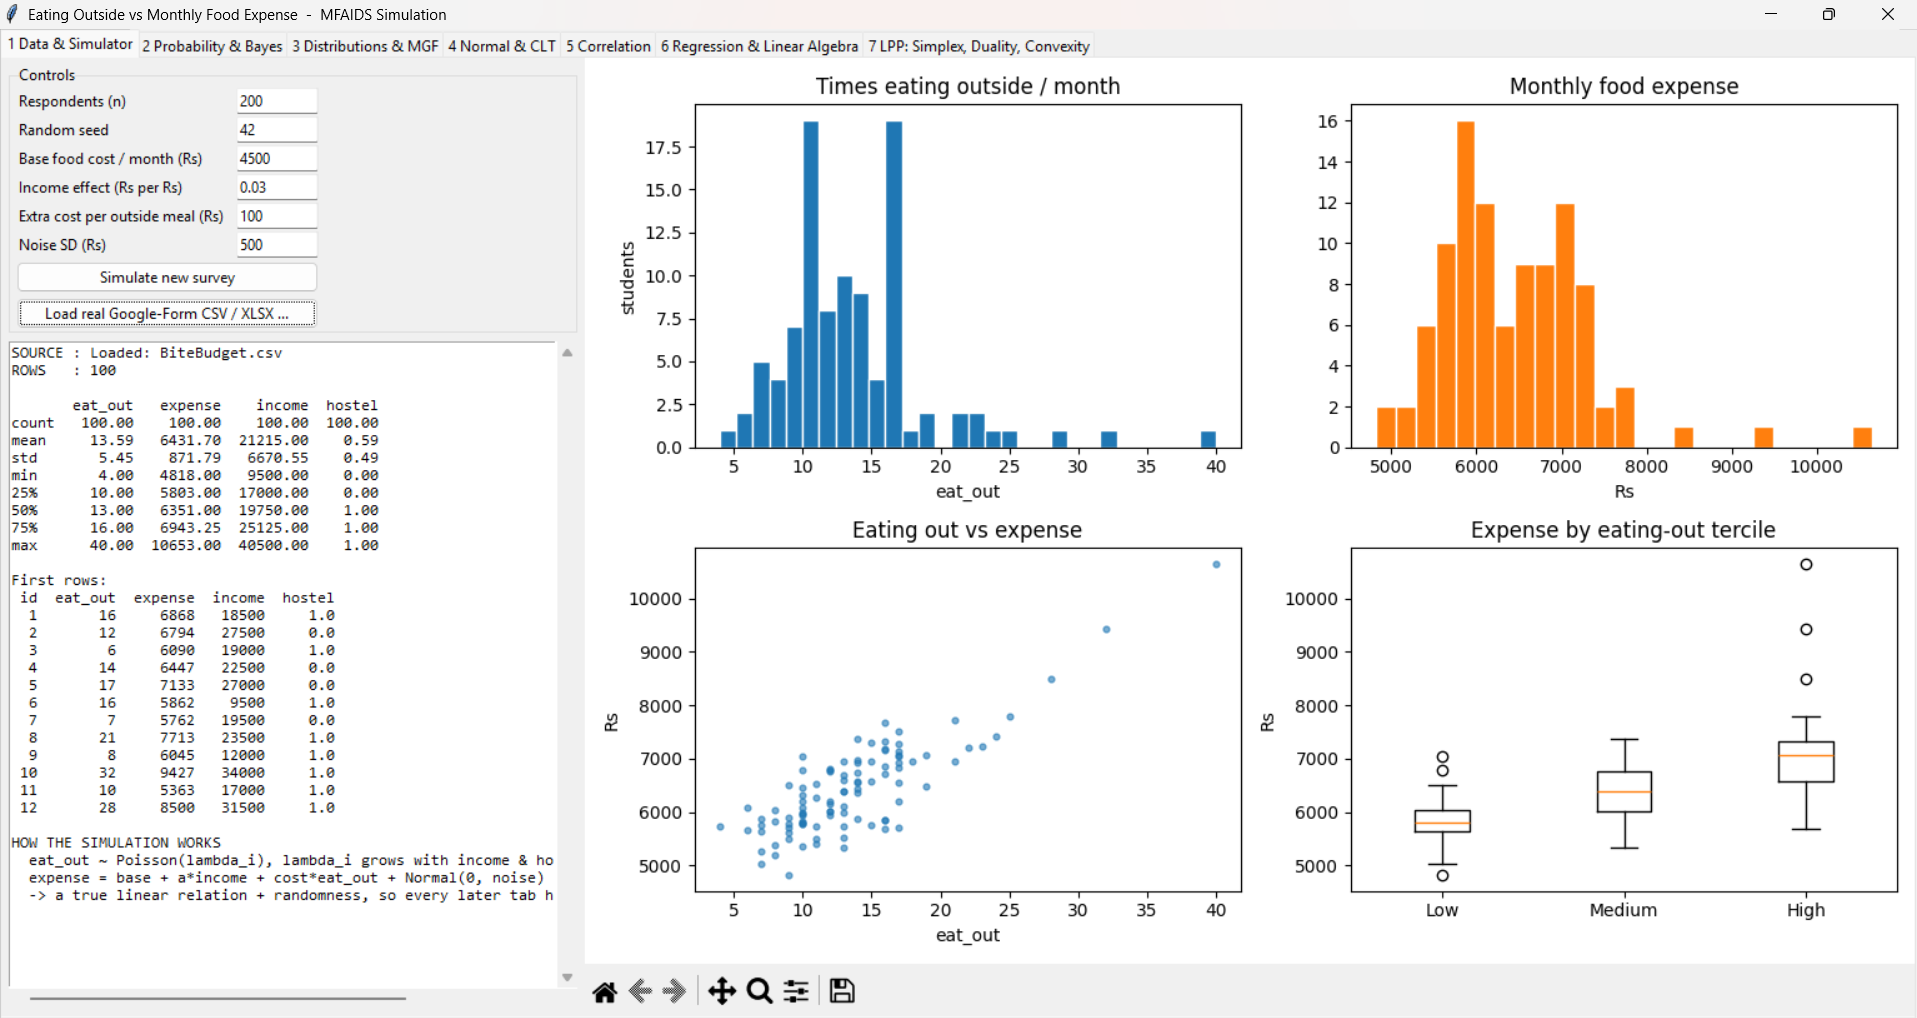 Eating Outside vs Monthly Food Expense - MFAIDS Simulation
1 Data & Simulator 2 Probability & Bayes 3 Distributions & MGF 4 Normal & CLT 5 Correlation 6 Regression & Linear Algebra 7 LPP: Simplex, Duality, Convexity
Controls
Respondents (n) 200
Random seed 42
Base food cost / month (Rs) 4500
Income effect (Rs per Rs) 0.03
Extra cost per outside meal (Rs) 100
Noise SD (Rs) 500
Simulate new survey
Load real Google-Form CSV / XLSX ...
SOURCE : Loaded: BiteBudget.csv
ROWS : 100
eat_out expense income hostel
count 100.00 100.00 100.00 100.00
mean 13.59 6431.70 21215.00 0.59
std 5.45 871.79 6670.55 0.49
min 4.00 4818.00 9500.00 0.00
25% 10.00 5803.00 17000.00 0.00
50% 13.00 6351.00 19750.00 1.00
75% 16.00 6943.25 25125.00 1.00
max 40.00 10653.00 40500.00 1.00
First rows:
id eat_out expense income hostel
1 16 6868 18500 1.0
2 12 6794 27500 0.0
3 6 6090 19000 1.0
4 14 6447 22500 0.0
5 17 7133 27000 0.0
6 16 5862 9500 1.0
7 7 5762 19500 0.0
8 21 7713 23500 1.0
9 8 6045 12000 1.0
10 32 9427 34000 1.0
11 10 5363 17000 1.0
12 28 8500 31500 1.0
HOW THE SIMULATION WORKS
eat_out ~ Poisson(lambda_i), lambda_i grows with income & ho
expense = base + a*income + cost*eat_out + Normal(0, noise)
-> a true linear relation + randomness, so every later tab h
Times eating outside / month
students
17.5
15.0
12.5
10.0
7.5
5.0
2.5
0.0
5 10 15 20 25 30 35 40
eat_out
Monthly food expense
16
14
12
10
8
6
4
2
0
5000 6000 7000 8000 9000 10000
Rs
Eating out vs expense
Rs
10000
9000
8000
7000
6000
5000
5 10 15 20 25 30 35 40
eat_out
Expense by eating-out tercile
Rs
10000
9000
8000
7000
6000
5000
Low Medium High